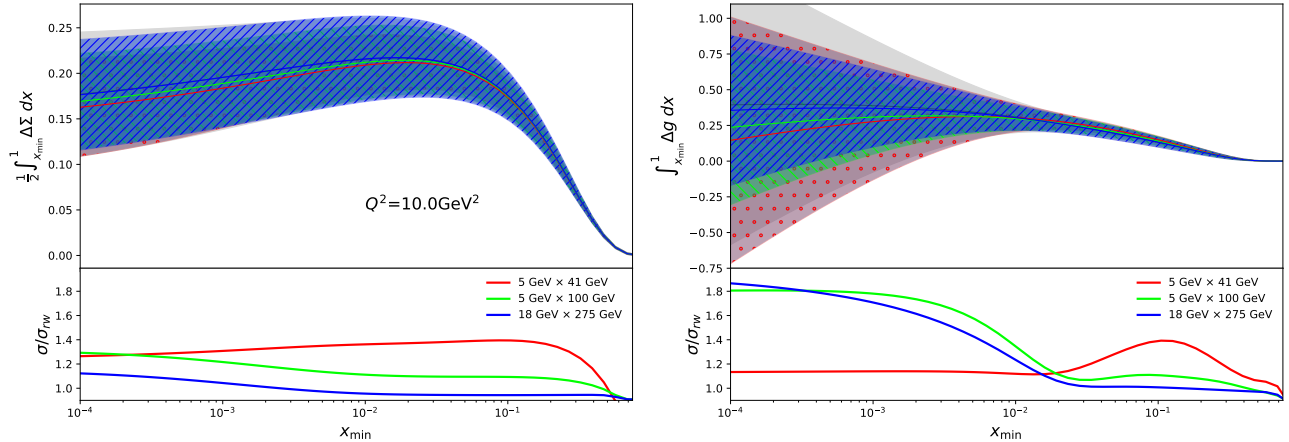 0.25
0.20
0.15
0.10
0.05
0.00
½∫_{x_min}^1 ΔΣ dx
Q²=10.0GeV²
1.8
1.6
1.4
1.2
1.0
σ/σ_{rw}
5 GeV × 41 GeV
5 GeV × 100 GeV
18 GeV × 275 GeV
10⁻⁴ 10⁻³ 10⁻² 10⁻¹
x_min
1.00
0.75
0.50
0.25
0.00
−0.25
−0.50
−0.75
∫_{x_min}^1 Δg dx
1.8
1.6
1.4
1.2
1.0
σ/σ_{rw}
5 GeV × 41 GeV
5 GeV × 100 GeV
18 GeV × 275 GeV
10⁻⁴ 10⁻³ 10⁻² 10⁻¹
x_min